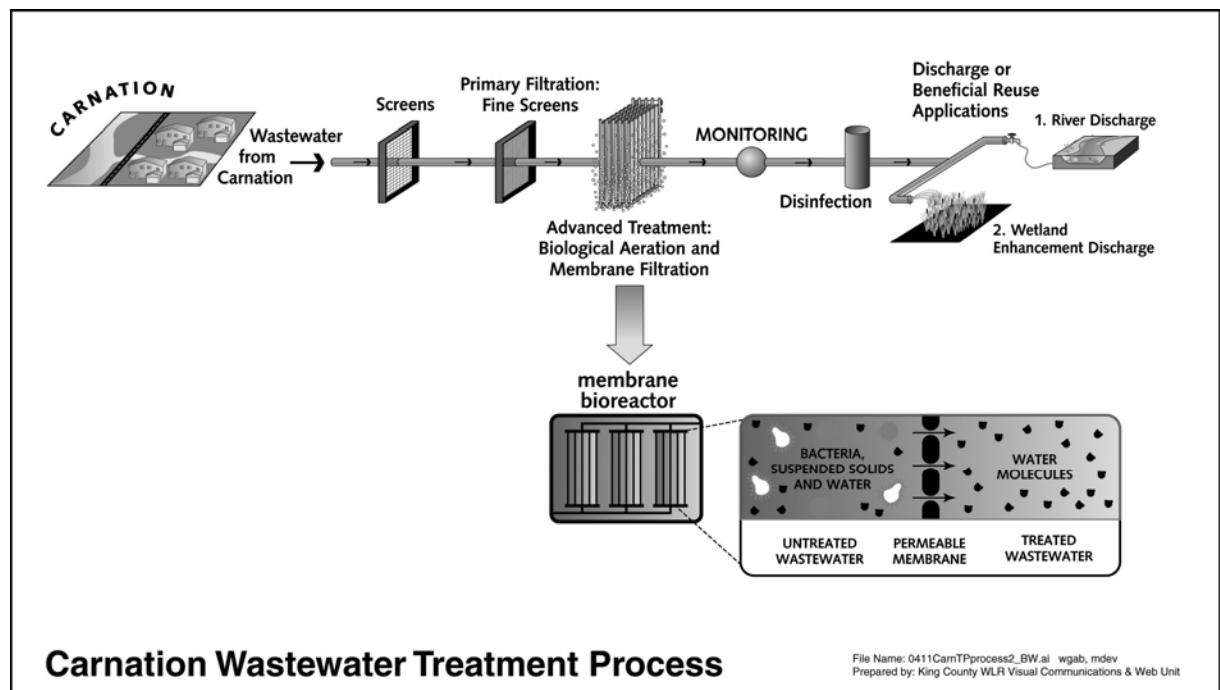 CARNATION
Wastewater
from
Carnation
Screens
Primary Filtration:
Fine Screens
Advanced Treatment:
Biological Aeration and
Membrane Filtration
MONITORING
Disinfection
Discharge or
Beneficial Reuse
Applications
1. River Discharge
2. Wetland
Enhancement Discharge
membrane
bioreactor
BACTERIA,
SUSPENDED SOLIDS
AND WATER
WATER
MOLECULES
UNTREATED
WASTEWATER
PERMEABLE
MEMBRANE
TREATED
WASTEWATER
Carnation Wastewater Treatment Process
File Name: 0411CarnTPprocess2_BW.ai wgab, mdev
Prepared by: King County WLR Visual Communications & Web Unit